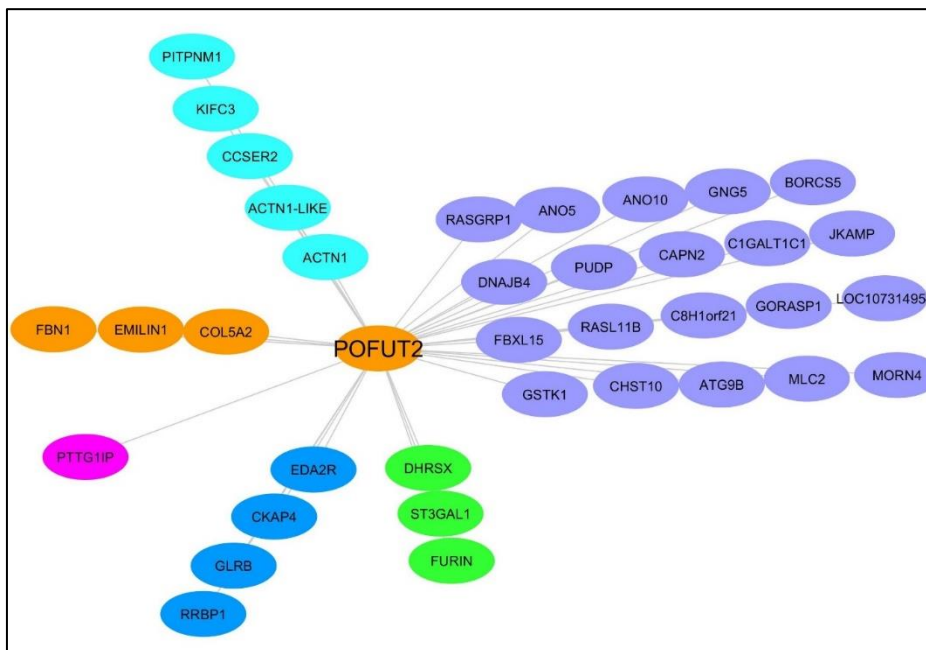 PITPNM1
KIFC3
CCSER2
ACTN1-LIKE
ACTN1
RASGRP1
ANO5
ANO10
GNG5
BORCS5
DNAJB4
PUDP
CAPN2
C1GALT1C1
JKAMP
FBXL15
RASL11B
C8H1orf21
GORASP1
LOC10731495
GSTK1
CHST10
ATG9B
MLC2
MORN4
FBN1
EMILIN1
COL5A2
POFUT2
PTTG1IP
EDA2R
CKAP4
GLRB
RRBP1
DHRSX
ST3GAL1
FURIN